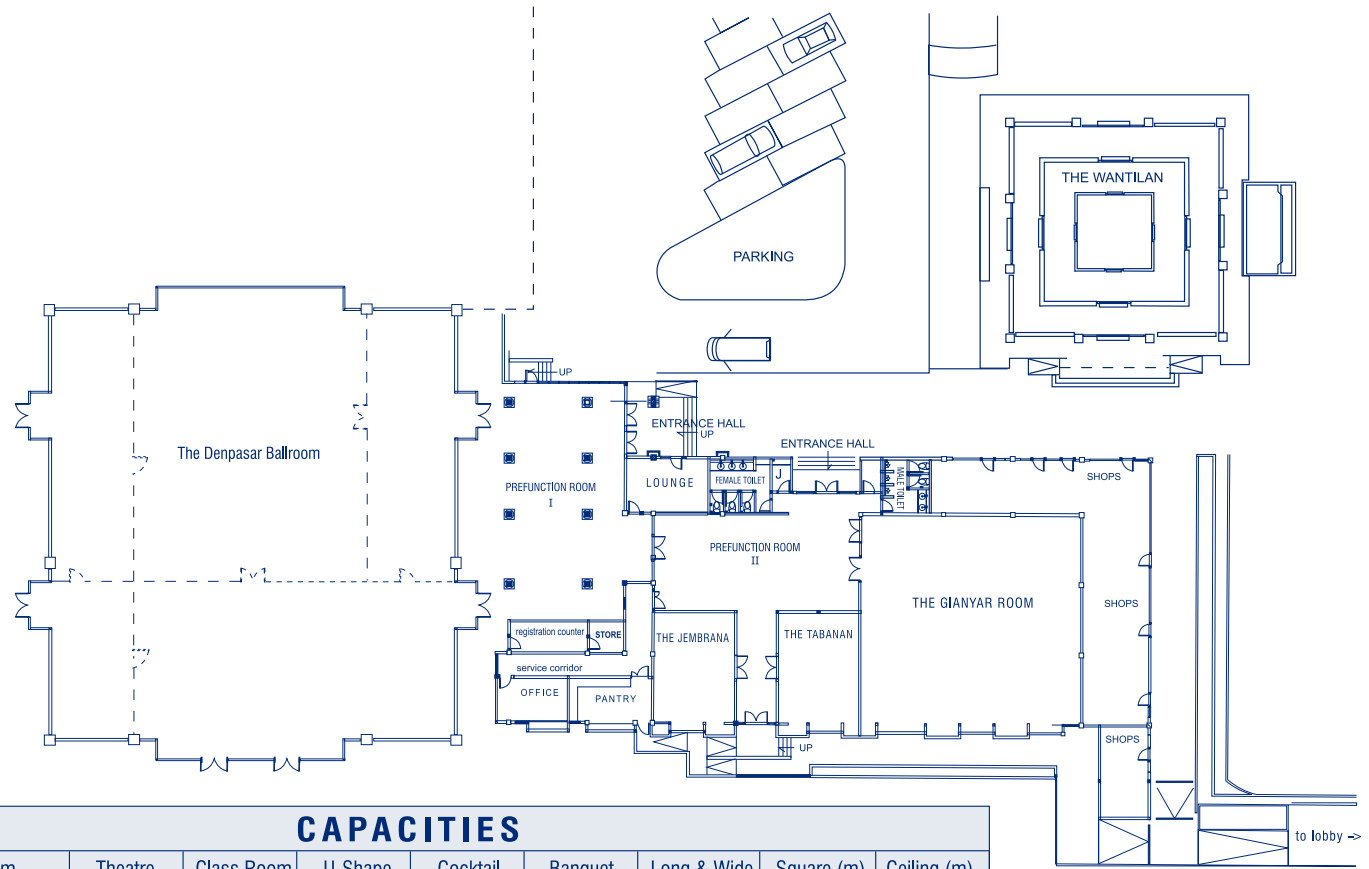 THE WANTILAN
PARKING
UP
The Denpasar Ballroom
ENTRANCE HALL
UP
ENTRANCE HALL
PREFUNCTION ROOM
I
LOUNGE
FEMALE TOILET
J
MALE TOILET
SHOPS
PREFUNCTION ROOM
II
THE GIANYAR ROOM
SHOPS
registration counter
STORE
THE JEMBRANA
THE TABANAN
service corridor
OFFICE
PANTRY
UP
SHOPS
to lobby ->
CAPACITIES
Theatre Class Room U Shape Cocktail Banquet Long & Wide Square (m) Ceiling (m)